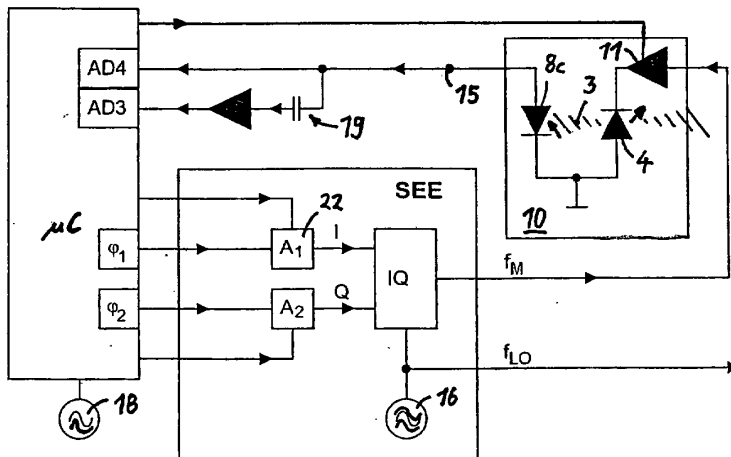 11
AD4
8c
3
15
AD3
19
4
SEE
10
μC
22
φ1
A1
I
IQ
fM
φ2
A2
Q
fLO
18
16